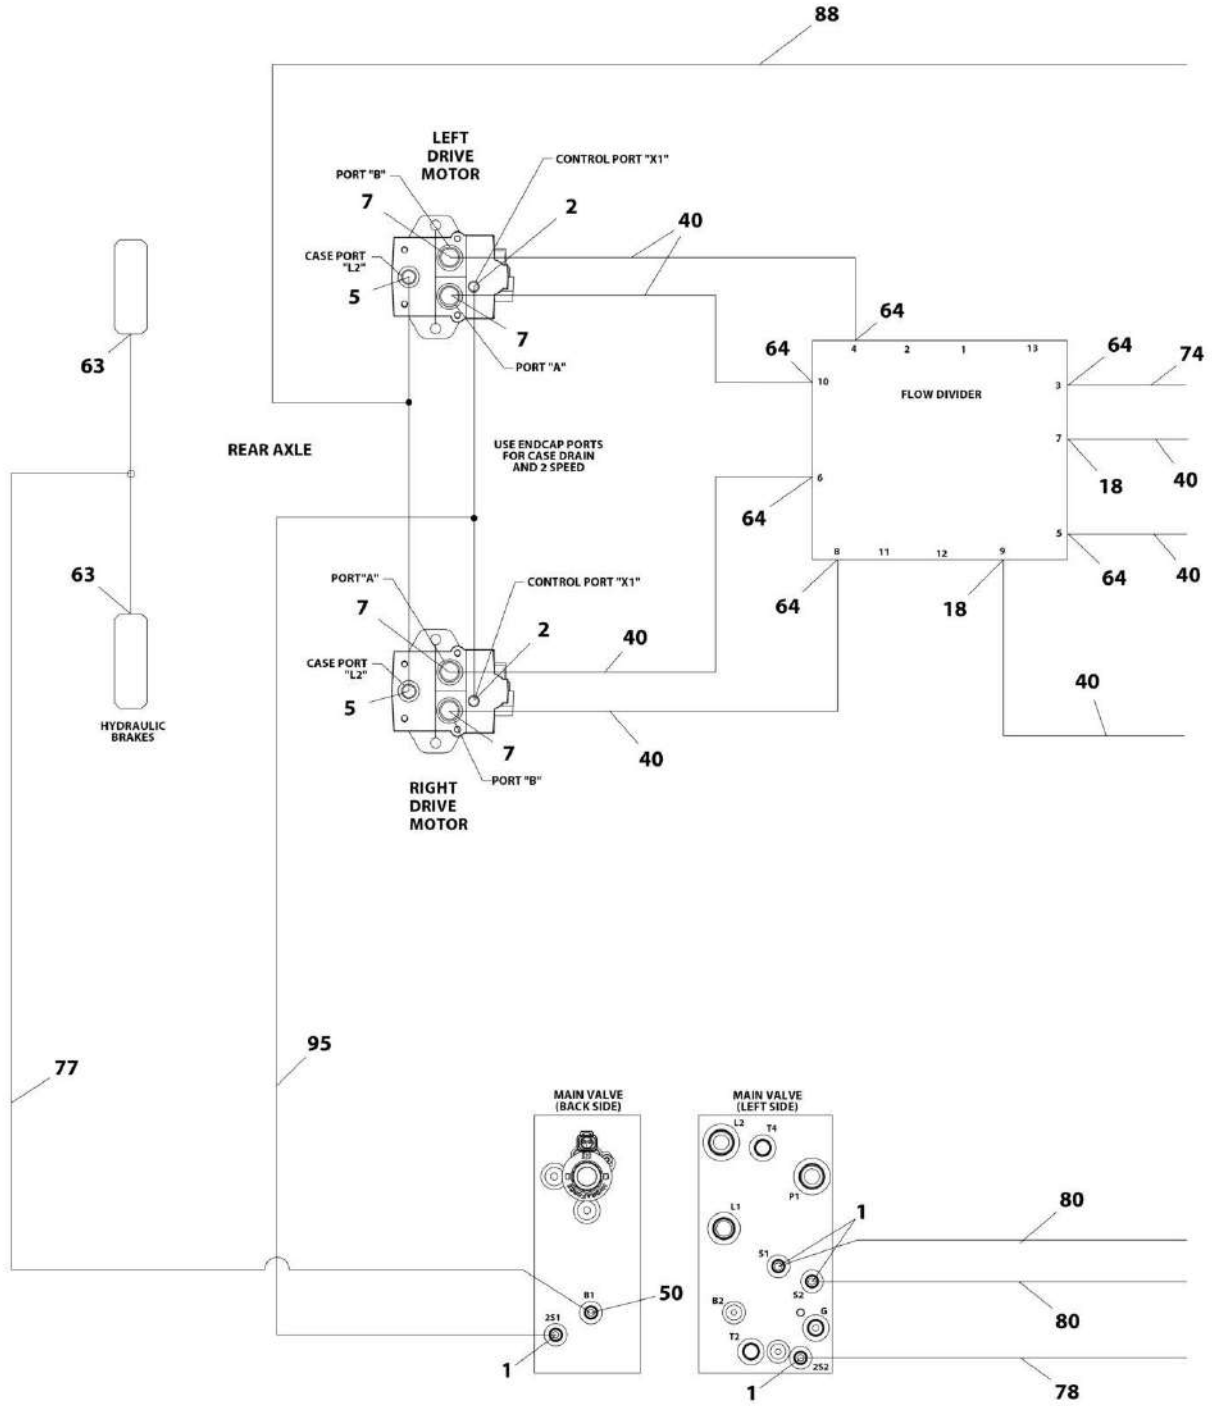 88
LEFT
DRIVE
MOTOR
CONTROL PORT "X1"
PORT "B"
7
2
40
CASE PORT
"L2"
5
7
PORT "A"
63
64
64
4
2
1
13
64
74
10
3
FLOW DIVIDER
REAR AXLE
USE ENDCAP PORTS
FOR CASE DRAIN
AND 2 SPEED
7
18
40
6
64
5
64
40
8
11
12
9
64
18
63
PORT"A"
CONTROL PORT "X1"
7
2
40
CASE PORT
"L2"
5
40
7
PORT "B"
40
HYDRAULIC
BRAKES
RIGHT
DRIVE
MOTOR
77
95
MAIN VALVE
(BACK SIDE)
MAIN VALVE
(LEFT SIDE)
L2
T4
P1
L1
1
80
S1
S2
B1
50
B2
G
80
2S1
T2
2S2
1
1
78